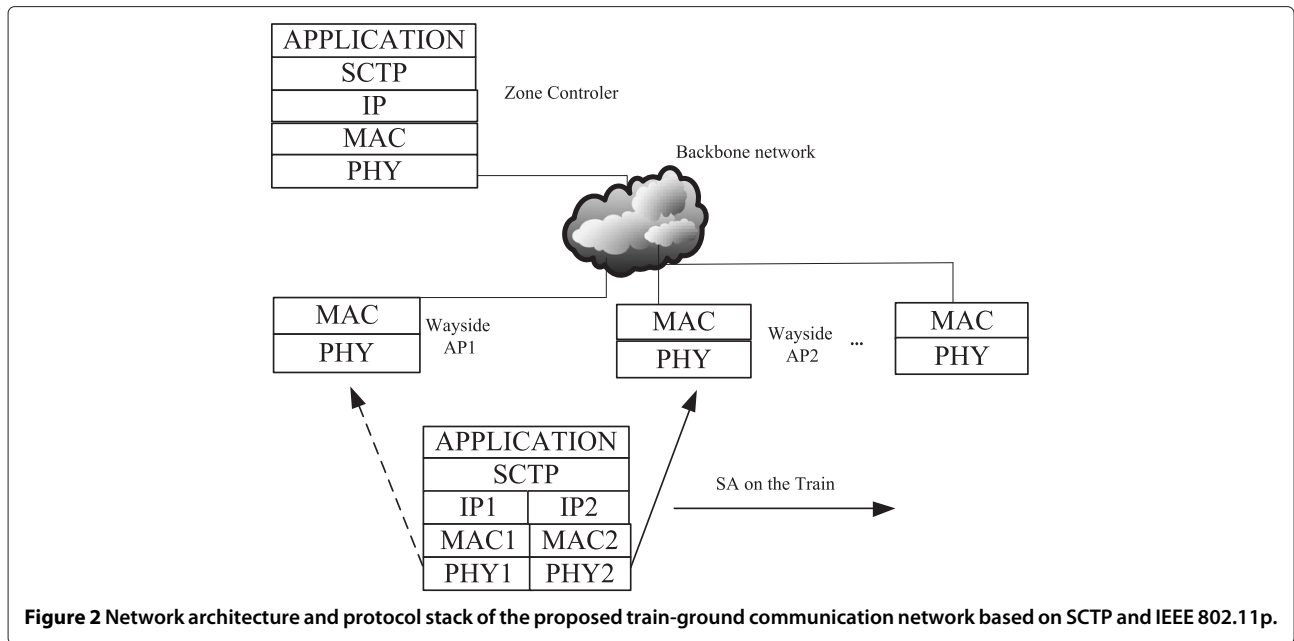 APPLICATION
SCTP
IP
MAC
PHY
Zone Controler
Backbone network
MAC
PHY
Wayside
AP1
MAC
PHY
Wayside
AP2
...
MAC
PHY
APPLICATION
SCTP
IP1 IP2
MAC1 MAC2
PHY1 PHY2
SA on the Train
Figure 2 Network architecture and protocol stack of the proposed train-ground communication network based on SCTP and IEEE 802.11p.